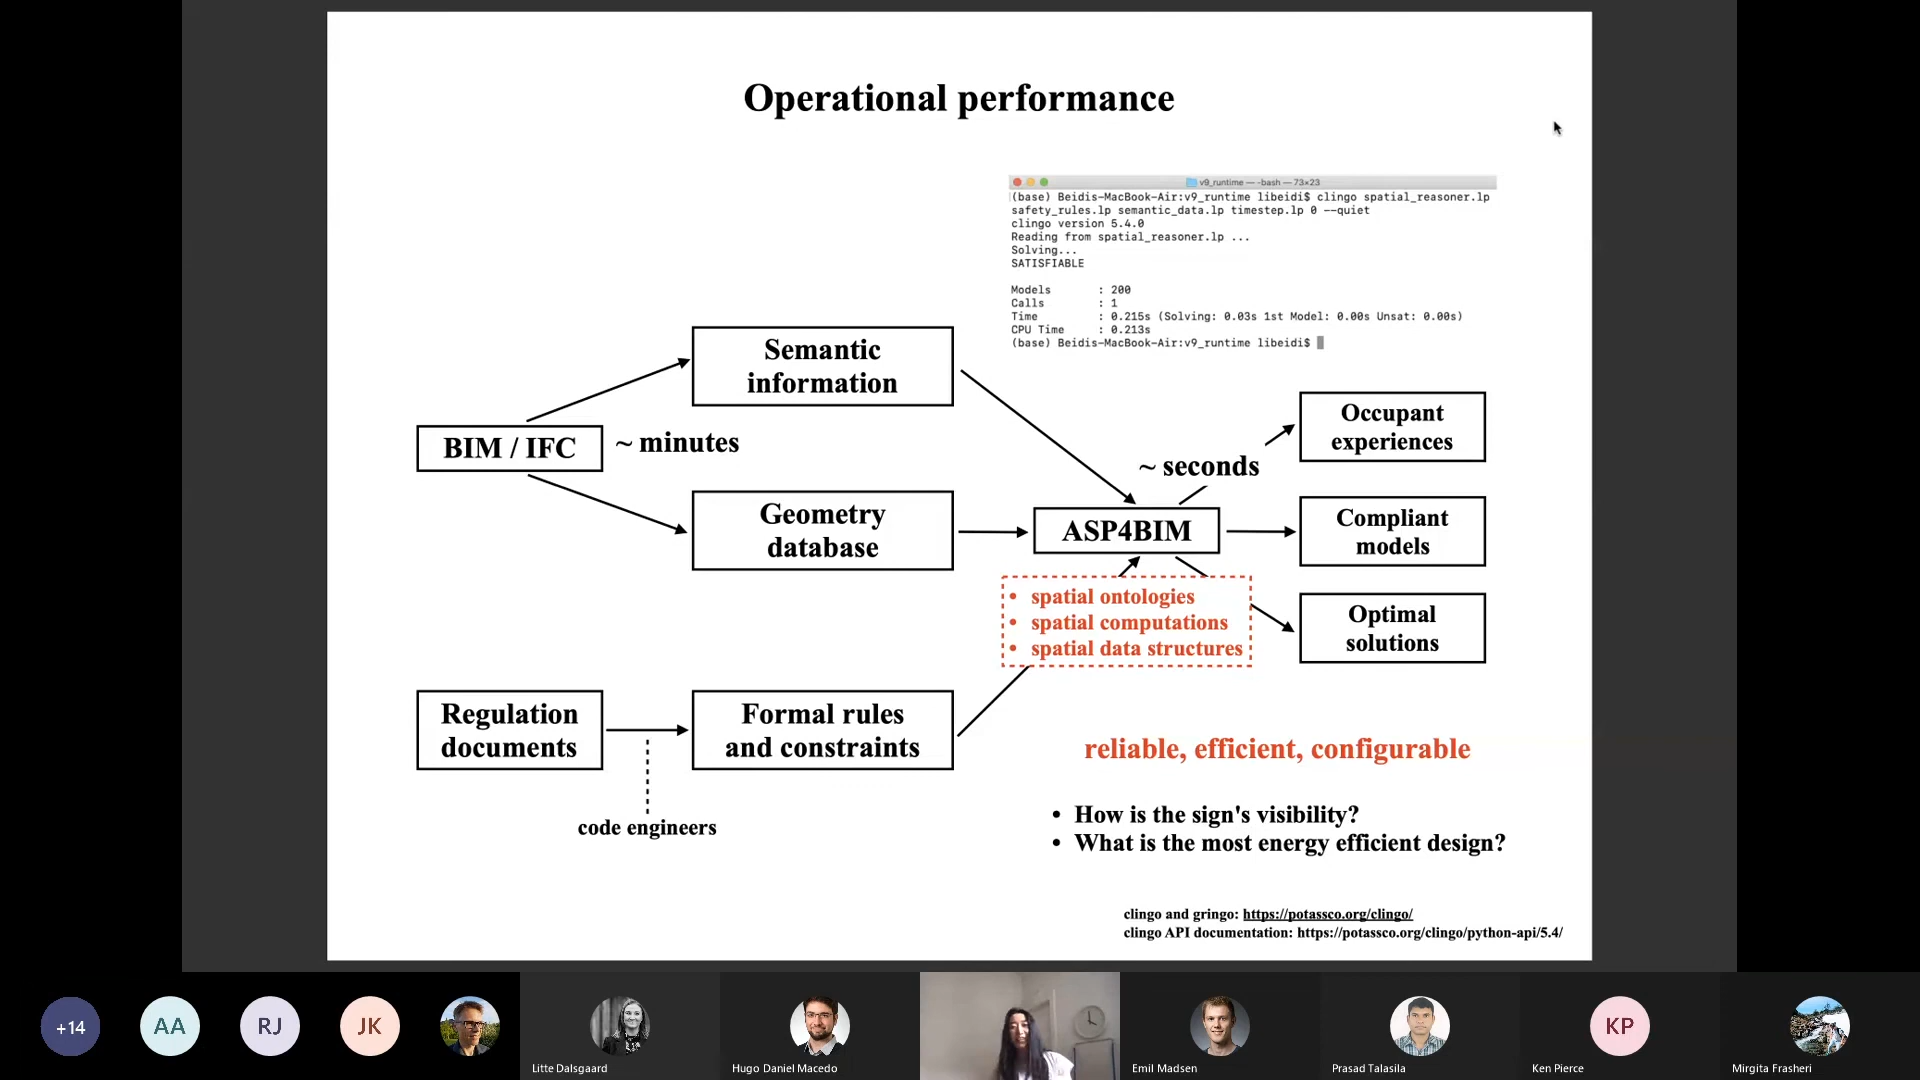 Operational performance
v9_runtime — -bash — 73×23
(base) Beidis-MacBook-Air:v9_runtime libeidi$ clingo spatial_reasoner.lp
safety_rules.lp semantic_data.lp timestep.lp 0 --quiet
clingo version 5.4.0
Reading from spatial_reasoner.lp ...
Solving...
SATISFIABLE
Models : 200
Calls : 1
Time : 0.215s (Solving: 0.03s 1st Model: 0.00s Unsat: 0.00s)
CPU Time : 0.213s
(base) Beidis-MacBook-Air:v9_runtime libeidi$
Semantic
information
BIM / IFC
~ minutes
Geometry
database
~ seconds
ASP4BIM
Occupant
experiences
Compliant
models
Optimal
solutions
• spatial ontologies
• spatial computations
• spatial data structures
Regulation
documents
Formal rules
and constraints
code engineers
reliable, efficient, configurable
• How is the sign's visibility?
• What is the most energy efficient design?
clingo and gringo: https://potassco.org/clingo/
clingo API documentation: https://potassco.org/clingo/python-api/5.4/
+14
AA
RJ
JK
KP
Litte Dalsgaard
Hugo Daniel Macedo
Emil Madsen
Prasad Talasila
Ken Pierce
Mirgita Frasheri